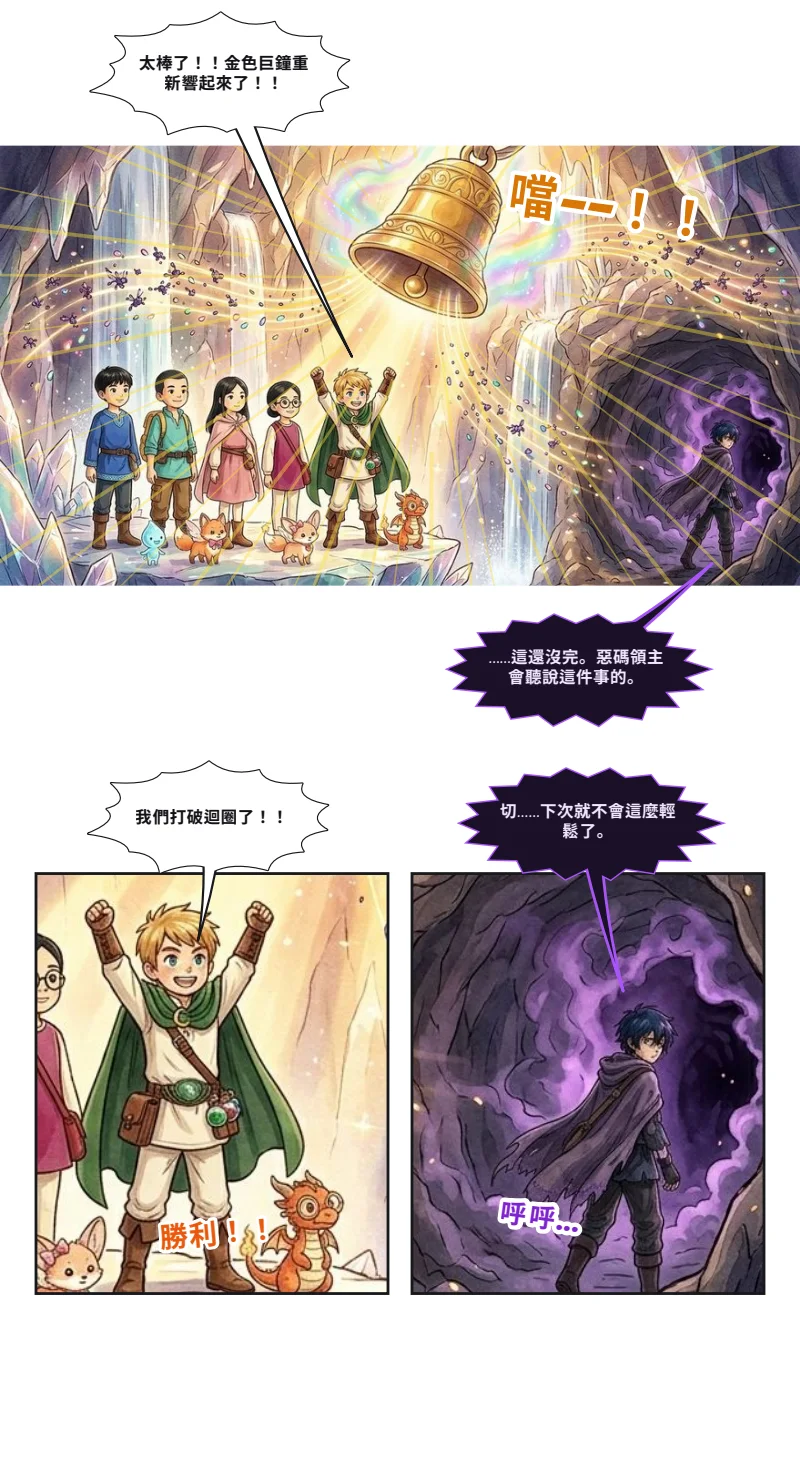 太棒了！！金色巨鐘重
新響起來了！！
噹——！！
……這還沒完。惡碼領主
會聽說這件事的。
我們打破迴圈了！！
切……下次就不會這麼輕
鬆了。
勝利！！
呼呼…